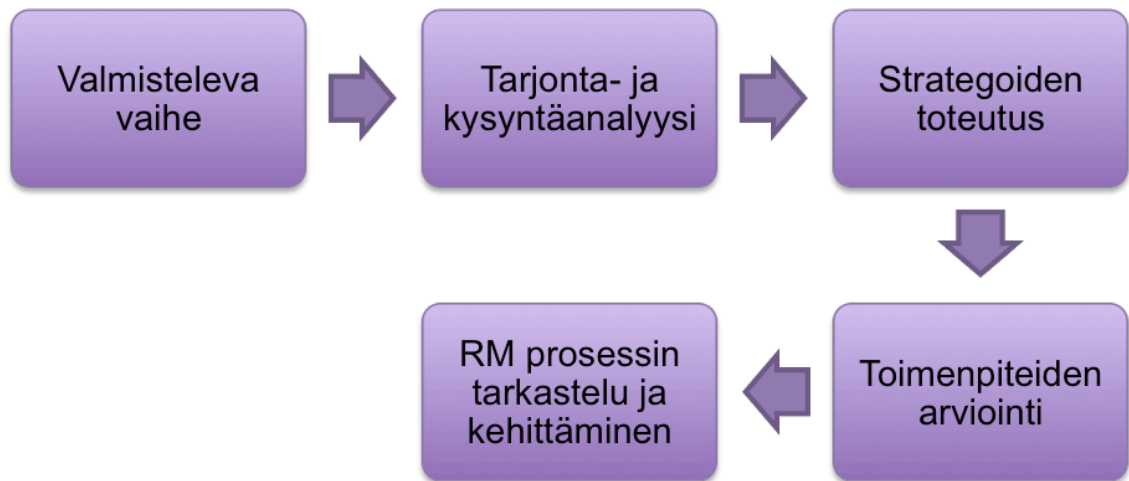 Valmisteleva
vaihe
Tarjonta- ja
kysyntäanalyysi
Strategoiden
toteutus
Toimenpiteiden
arviointi
RM prosessin
tarkastelu ja
kehittäminen